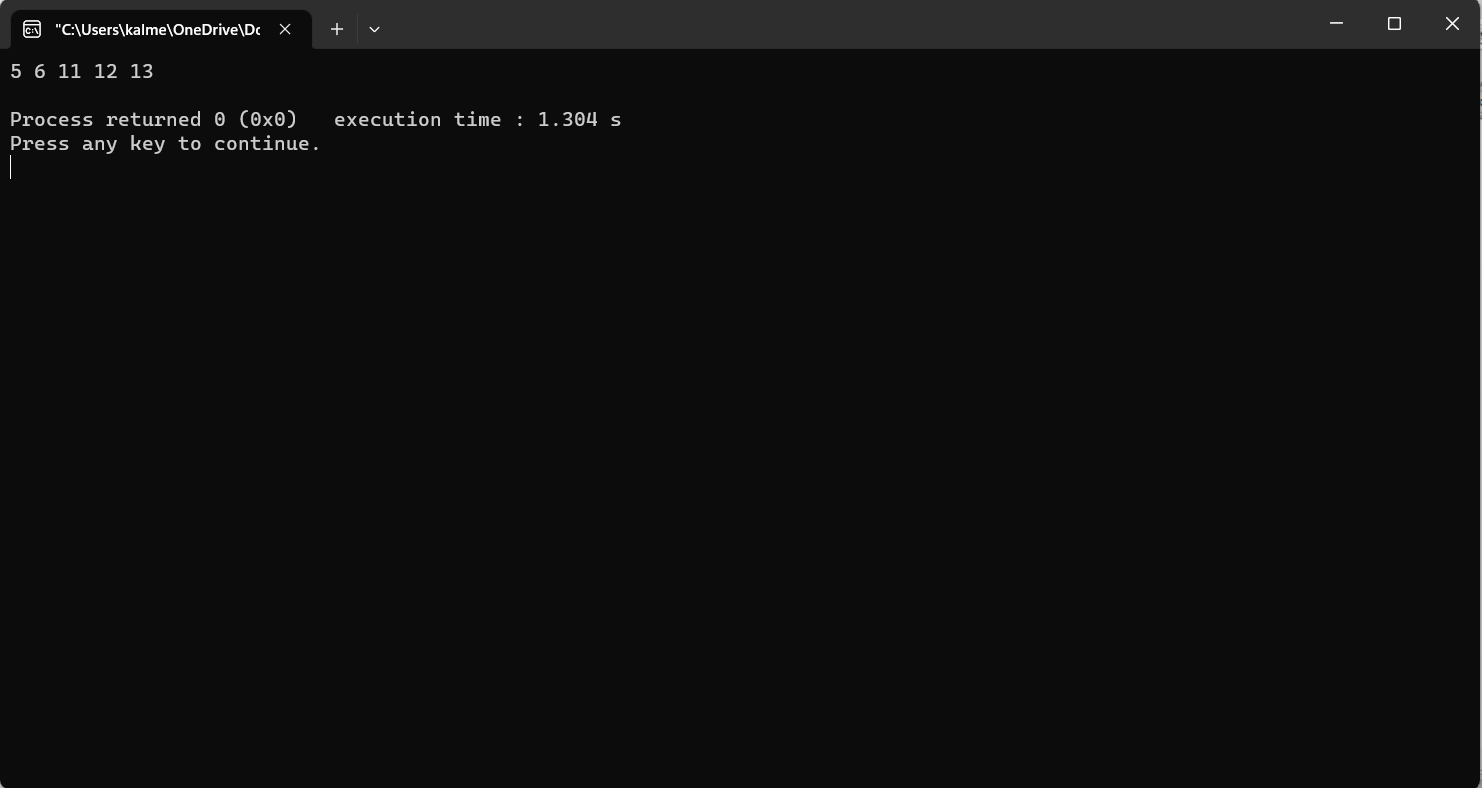 "C:\Users\kalme\OneDrive\Do
5 6 11 12 13
Process returned 0 (0x0)   execution time : 1.304 s
Press any key to continue.